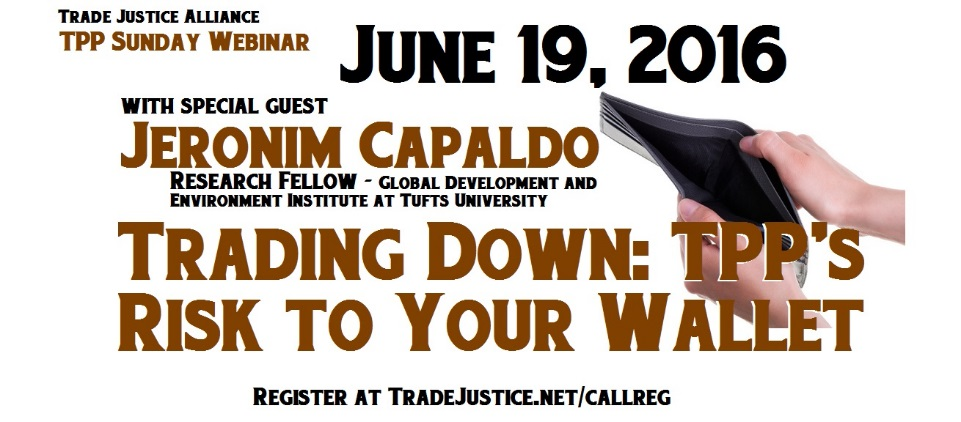 Trade Justice Alliance
TPP Sunday Webinar
June 19, 2016
with special guest
Jeronim Capaldo
Research Fellow - Global Development and
Environment Institute at Tufts University
Trading Down: TPP's
Risk to Your Wallet
Register at TradeJustice.net/callreg